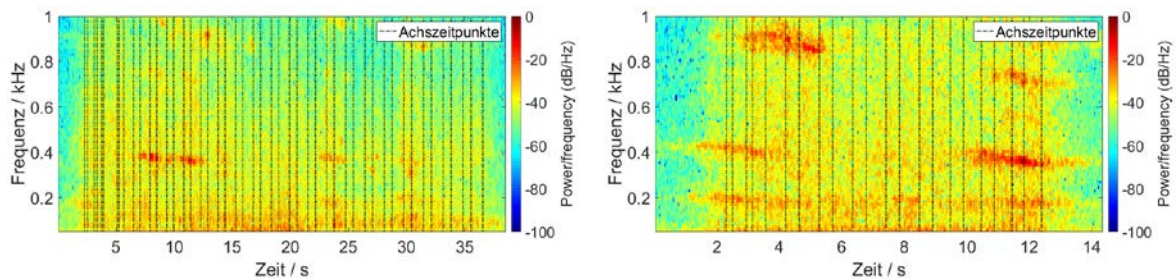 Achszeitpunkte
Frequenz / kHz
1
0.8
0.6
0.4
0.2
5 10 15 20 25 30 35
Zeit / s
0
-20
-40
-60
-80
-100
Power/frequency (dB/Hz)
Achszeitpunkte
Frequenz / kHz
1
0.8
0.6
0.4
0.2
2 4 6 8 10 12 14
Zeit / s
0
-20
-40
-60
-80
-100
Power/frequency (dB/Hz)